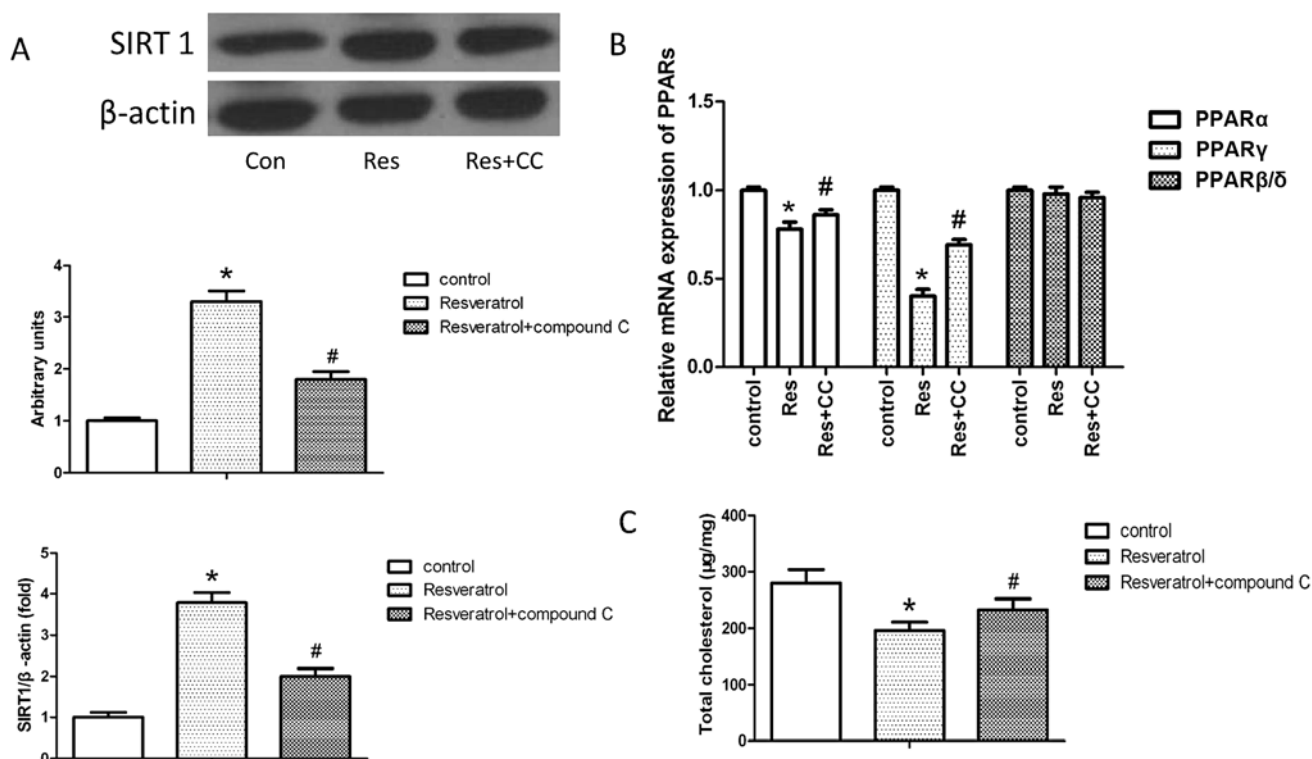 A
SIRT 1
β-actin
Con Res Res+CC
Arbitrary units
4
3
2
1
0
*
#
control
Resveratrol
Resveratrol+compound C
SIRT1/β -actin (fold)
5
4
2
1
0
*
#
control
Resveratrol
Resveratrol+compound C
B
Relative mRNA expression of PPARs
1.5
1.0
0.5
0.0
*
#
*
#
control
Res
Res+CC
control
Res
Res+CC
control
Res
Res+CC
PPARα
PPARγ
PPARβ/δ
C
Total cholesterol (μg/mg)
400
300
200
100
0
*
#
control
Resveratrol
Resveratrol+compound C